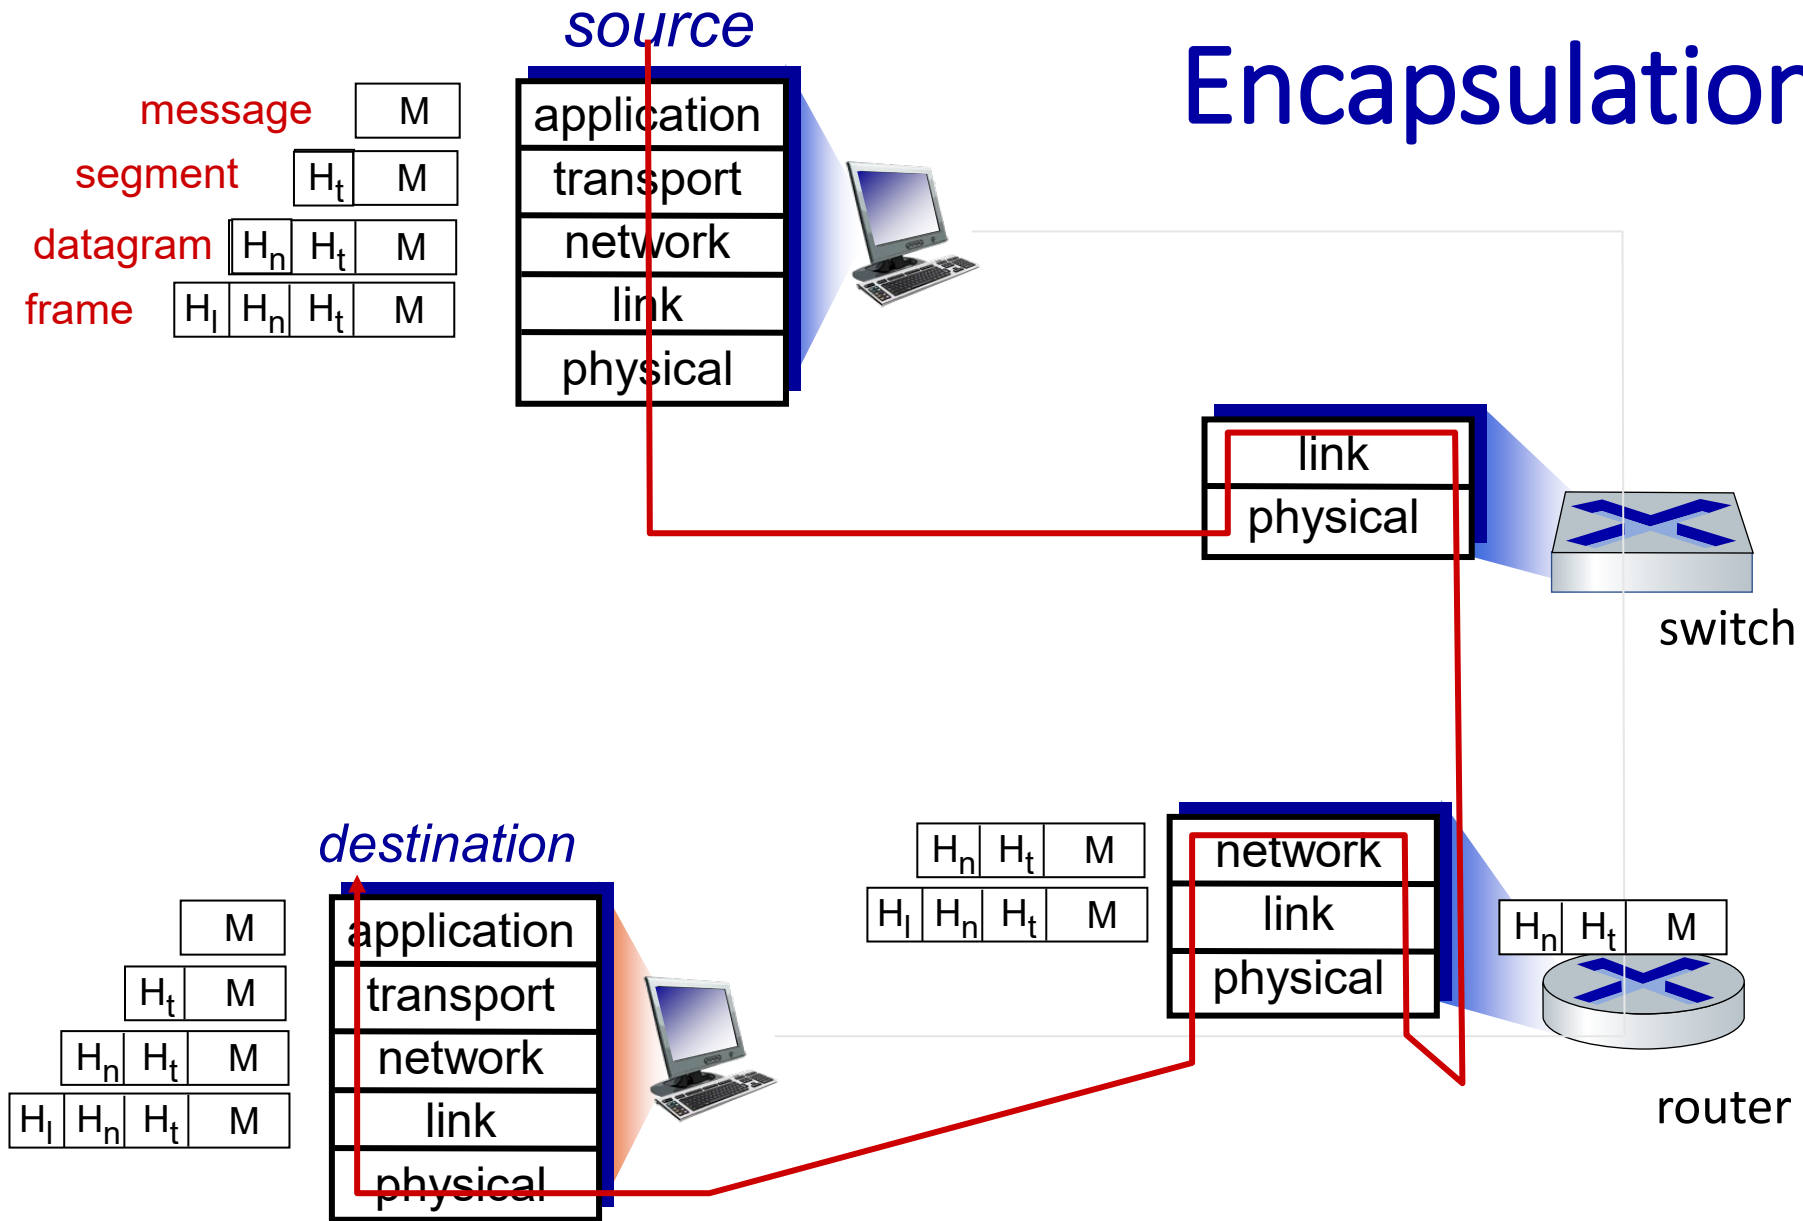 source
Encapsulation
message M
application
segment Ht M
transport
datagram Hn Ht M
network
frame Hl Hn Ht M
link
physical
link
physical
switch
destination
Hn Ht M
network
Hl Hn Ht M
link
physical
Hn Ht M
router
M
application
Ht M
transport
Hn Ht M
network
Hl Hn Ht M
link
physical